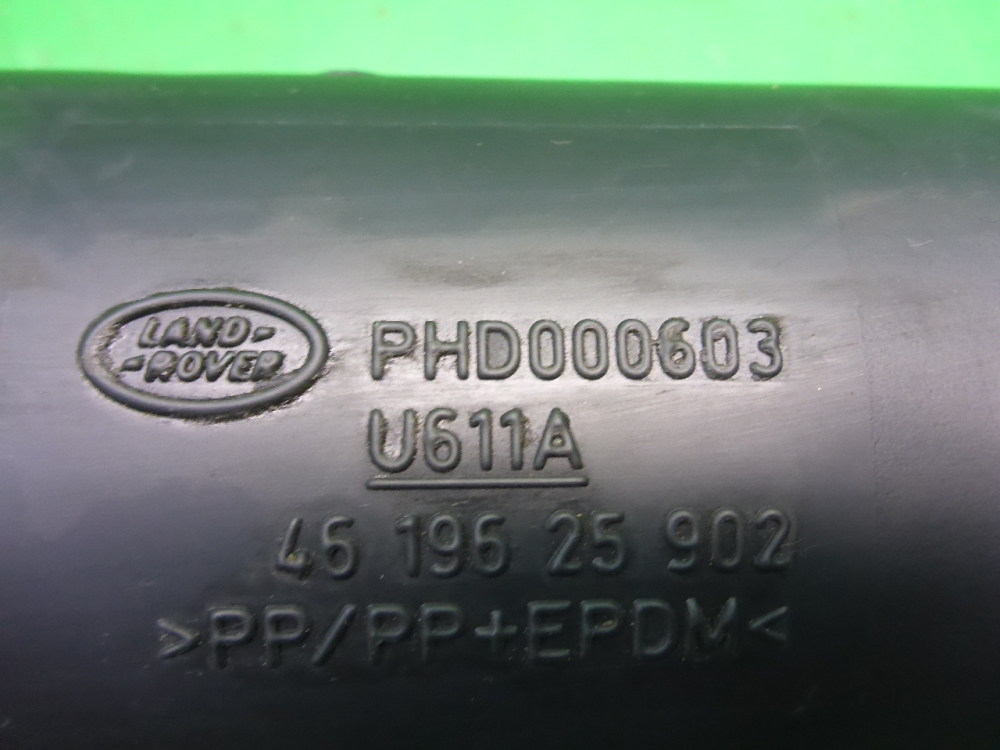 LAND-
-ROVER
PHD000603
U611A
46 196 25 902
>PP/PP+EPDM<